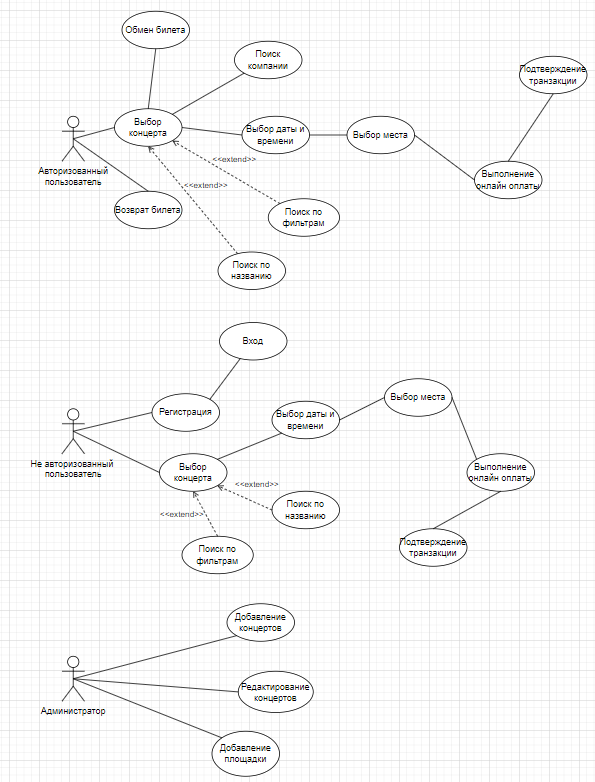 Обмен билета
Поиск
компании
Подтверждение
транзакции
Выбор
концерта
Выбор даты и
времени
Выбор места
<<extend>>
Авторизованный
пользователь
<<extend>>
Выполнение
онлайн оплаты
Возврат билета
Поиск по
фильтрам
Поиск по
названию
Вход
Выбор места
Регистрация
Выбор даты и
времени
Не авторизованный
пользователь
Выбор
концерта
Выполнение
онлайн оплаты
<<extend>>
Поиск по
названию
<<extend>>
Подтверждение
транзакции
Поиск по
фильтрам
Добавление
концертов
Редактирование
концертов
Администратор
Добавление
площадки